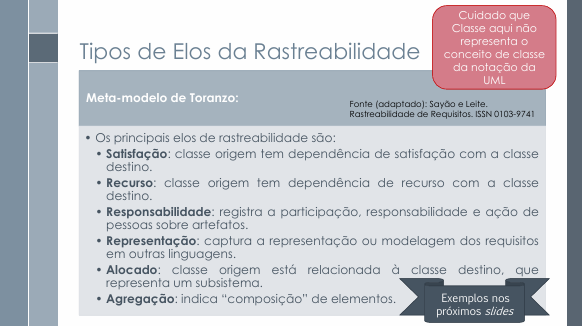 Cuidado que
Classe aqui não
representa o
conceito de classe
da notação da
UML
Tipos de Elos da Rastreabilidade
Meta-modelo de Toranzo:
Fonte (adaptado): Sayão e Leite.
Rastreabilidade de Requisitos. ISSN 0103-9741
• Os principais elos de rastreabilidade são:
• Satisfação: classe origem tem dependência de satisfação com a classe
destino.
• Recurso: classe origem tem dependência de recurso com a classe
destino.
• Responsabilidade: registra a participação, responsabilidade e ação de
pessoas sobre artefatos.
• Representação: captura a representação ou modelagem dos requisitos
em outras linguagens.
• Alocado: classe origem está relacionada à classe destino, que
representa um subsistema.
• Agregação: indica “composição” de elementos.
Exemplos nos
próximos slides